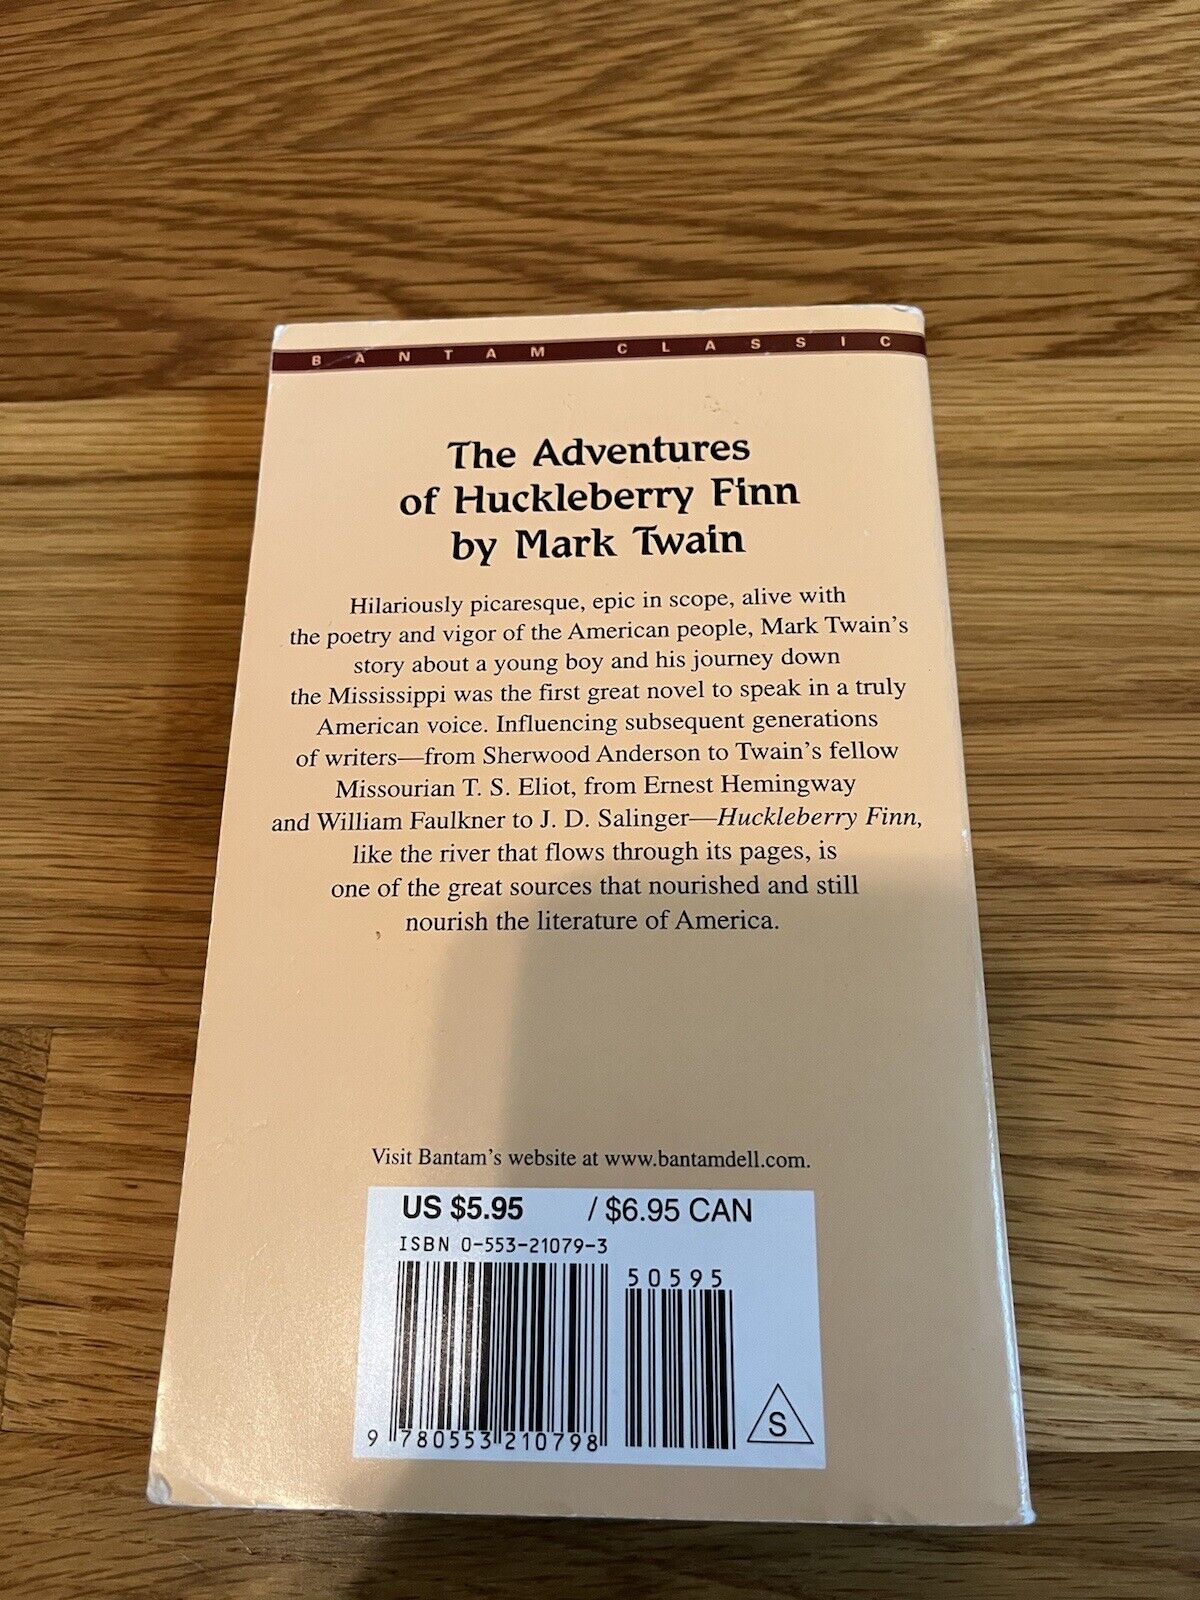 BANTAM CLASSIC
The Adventures
of Huckleberry Finn
by Mark Twain
Hilariously picaresque, epic in scope, alive with
the poetry and vigor of the American people, Mark Twain's
story about a young boy and his journey down
the Mississippi was the first great novel to speak in a truly
American voice. Influencing subsequent generations
of writers—from Sherwood Anderson to Twain's fellow
Missourian T. S. Eliot, from Ernest Hemingway
and William Faulkner to J. D. Salinger—Huckleberry Finn,
like the river that flows through its pages, is
one of the great sources that nourished and still
nourish the literature of America.
Visit Bantam's website at www.bantamdell.com.
US $5.95 / $6.95 CAN
ISBN 0-553-21079-3
50595
9 780553 210798
S